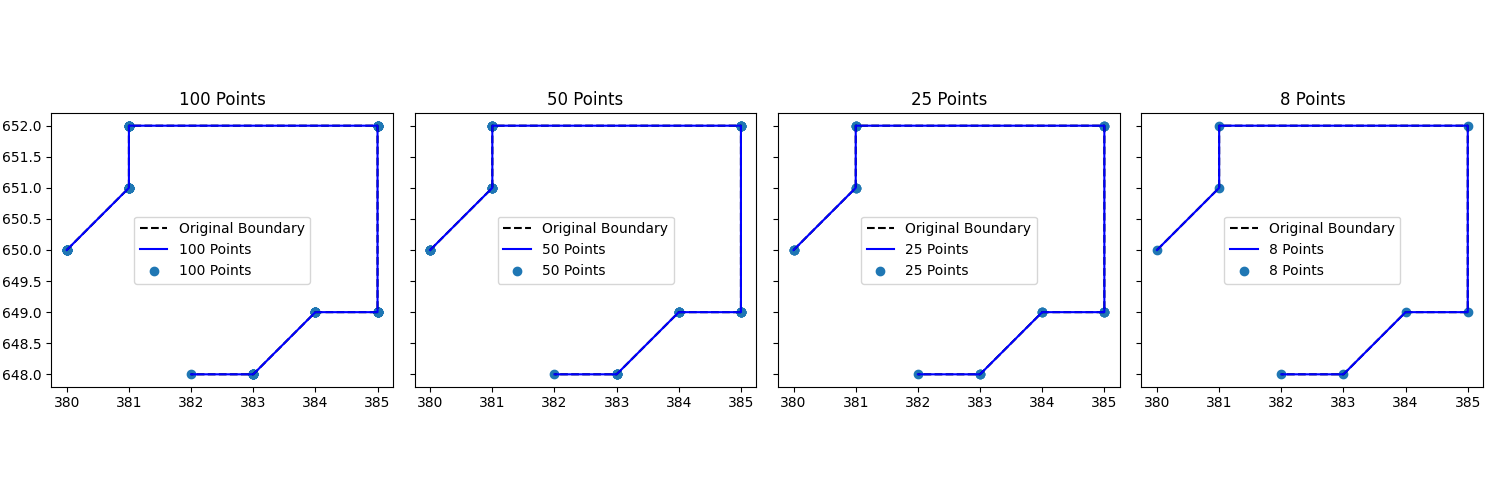 100 Points
50 Points
25 Points
8 Points
652.0
651.5
651.0
650.5
650.0
649.5
649.0
648.5
648.0
Original Boundary
100 Points
100 Points
Original Boundary
50 Points
50 Points
Original Boundary
25 Points
25 Points
Original Boundary
8 Points
8 Points
380 381 382 383 384 385
380 381 382 383 384 385
380 381 382 383 384 385
380 381 382 383 384 385